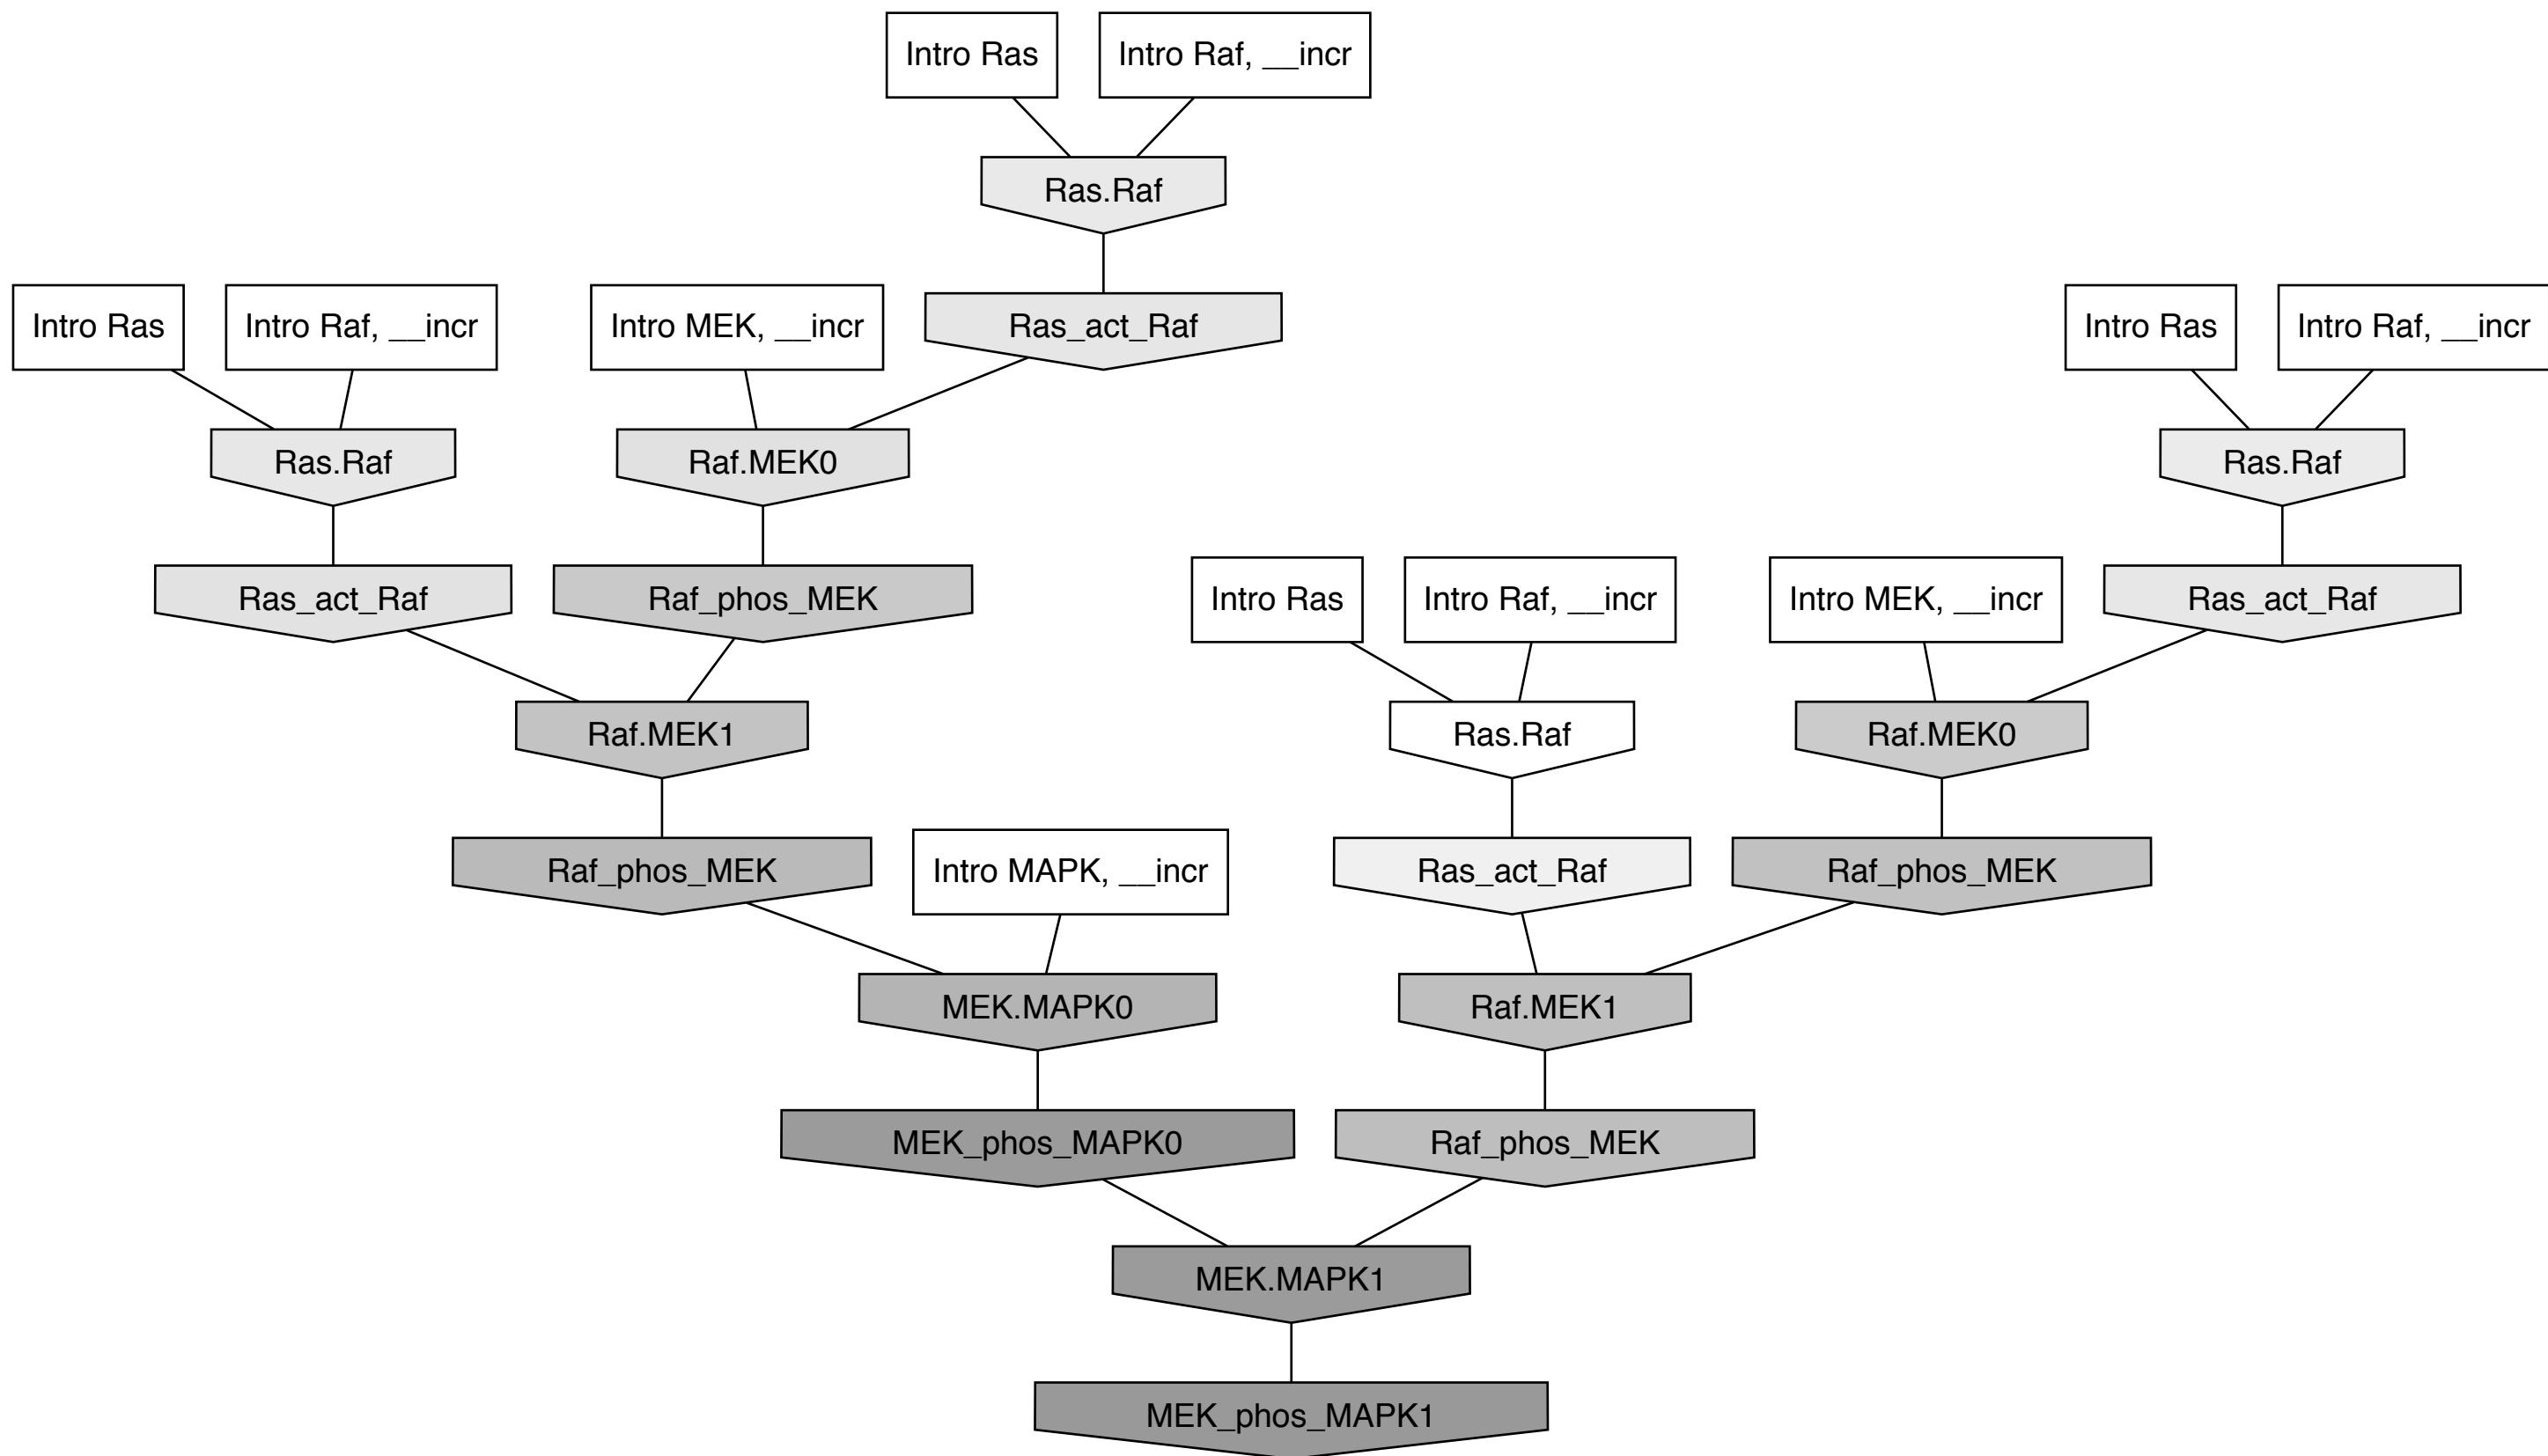 Intro Ras
Intro Raf, __incr
Ras.Raf
Intro Ras
Intro Raf, __incr
Intro MEK, __incr
Ras_act_Raf
Intro Ras
Intro Raf, __incr
Ras.Raf
Raf.MEK0
Ras.Raf
Ras_act_Raf
Raf_phos_MEK
Intro Ras
Intro Raf, __incr
Intro MEK, __incr
Ras_act_Raf
Raf.MEK1
Ras.Raf
Raf.MEK0
Raf_phos_MEK
Intro MAPK, __incr
Ras_act_Raf
Raf_phos_MEK
MEK.MAPK0
Raf.MEK1
MEK_phos_MAPK0
Raf_phos_MEK
MEK.MAPK1
MEK_phos_MAPK1